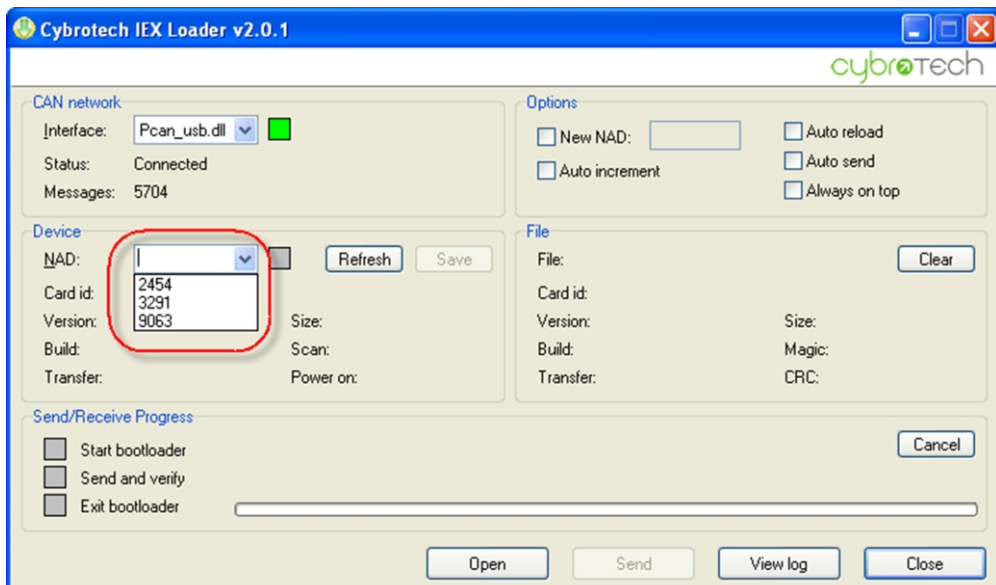 Cybrotech IEX Loader v2.0.1
cybrotech
CAN network
Interface: Pcan_usb.dll
Status: Connected
Messages: 5704
Options
New NAD:
Auto increment
Auto reload
Auto send
Always on top
Device
NAD: Refresh Save
2454
3291
9063
Card id:
Version: Size:
Build: Scan:
Transfer: Power on:
File
File: Clear
Card id:
Version: Size:
Build: Magic:
Transfer: CRC:
Send/Receive Progress
Start bootloader
Send and verify
Exit bootloader
Cancel
Open Send View log Close